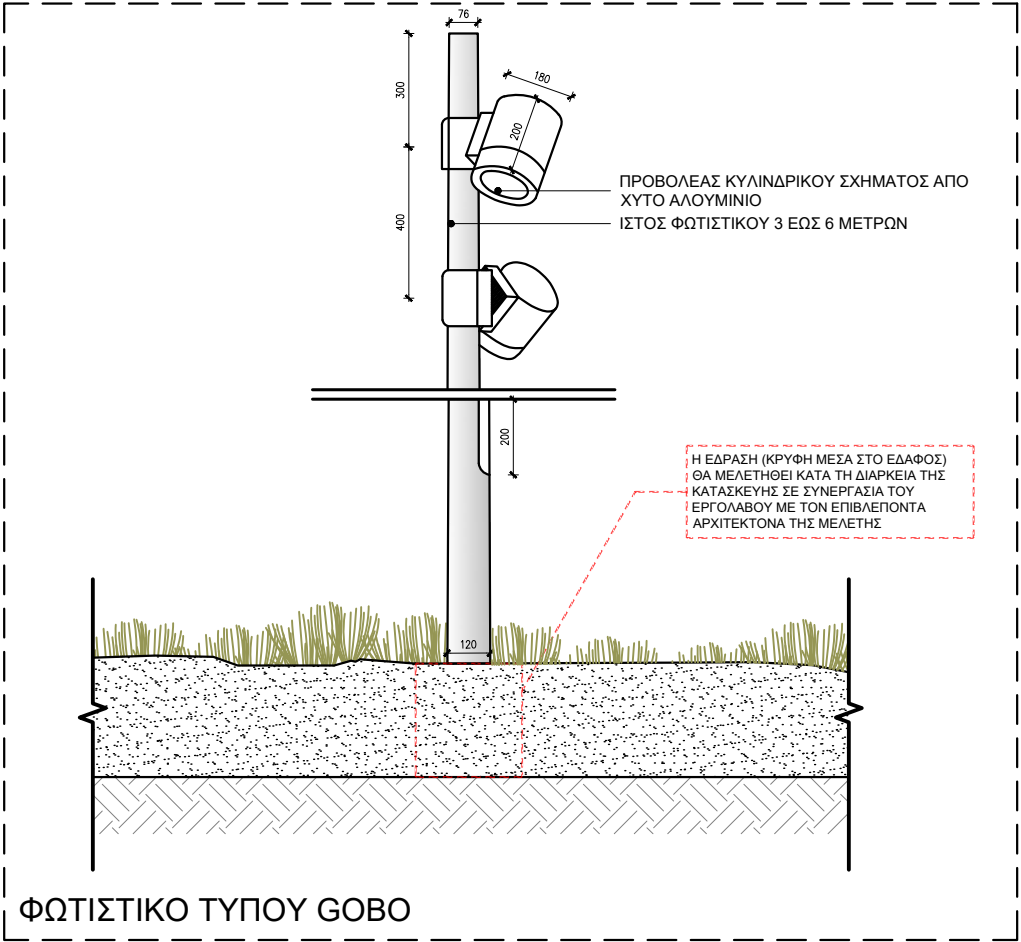 76
300
180
200
ΠΡΟΒΟΛΕΑΣ ΚΥΛΙΝΔΡΙΚΟΥ ΣΧΗΜΑΤΟΣ ΑΠΟ
ΧΥΤΟ ΑΛΟΥΜΙΝΙΟ
400
ΙΣΤΟΣ ΦΩΤΙΣΤΙΚΟΥ 3 ΕΩΣ 6 ΜΕΤΡΩΝ
200
Η ΕΔΡΑΣΗ (ΚΡΥΦΗ ΜΕΣΑ ΣΤΟ ΕΔΑΦΟΣ)
ΘΑ ΜΕΛΕΤΗΘΕΙ ΚΑΤΑ ΤΗ ΔΙΑΡΚΕΙΑ ΤΗΣ
ΚΑΤΑΣΚΕΥΗΣ ΣΕ ΣΥΝΕΡΓΑΣΙΑ ΤΟΥ
ΕΡΓΟΛΑΒΟΥ ΜΕ ΤΟΝ ΕΠΙΒΛΕΠΟΝΤΑ
ΑΡΧΙΤΕΚΤΟΝΑ ΤΗΣ ΜΕΛΕΤΗΣ
120
ΦΩΤΙΣΤΙΚΟ ΤΥΠΟΥ GOBO